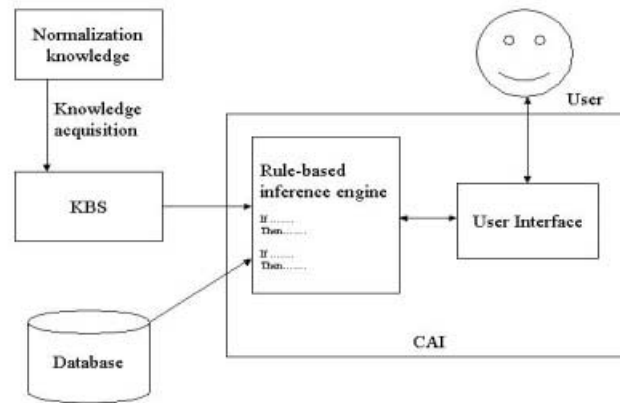 Normalization
knowledge
Knowledge
acquisition
KBS
Database
User
Rule-based
inference engine
If .......
Then.......
If .......
Then.......
User Interface
CAI